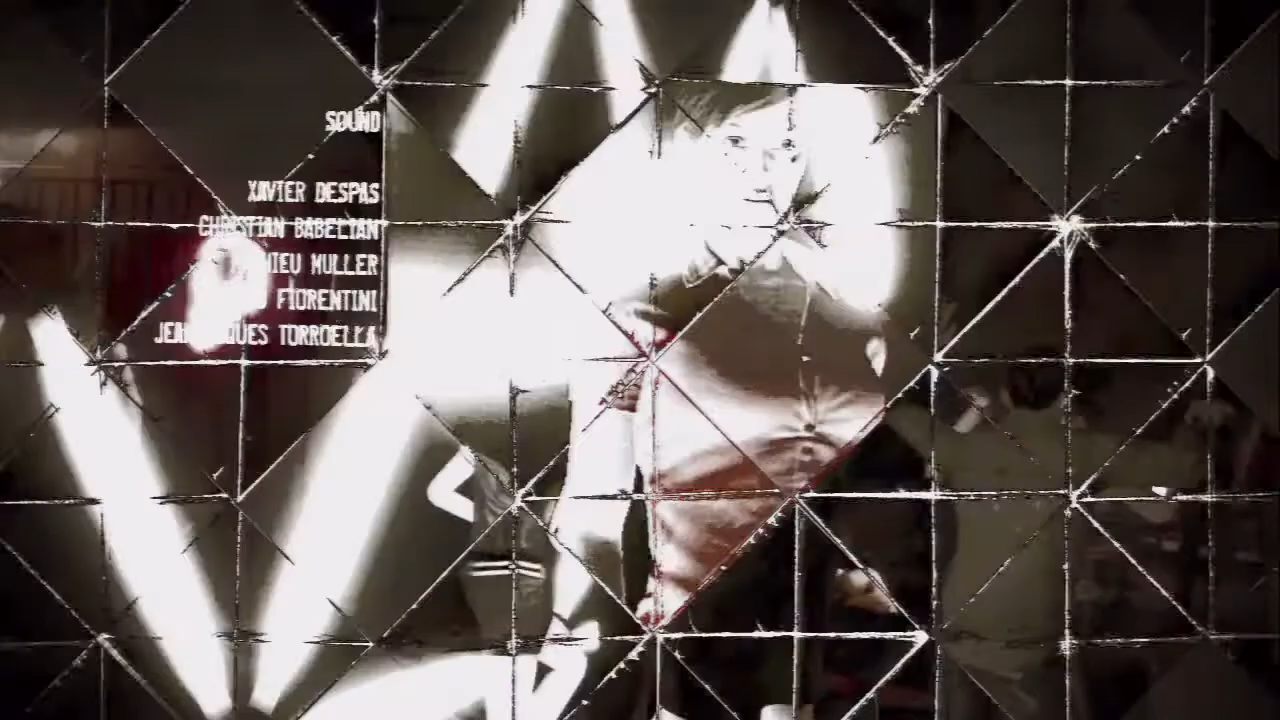 SOUND
XAVIER DESPAS
CHRISTIAN BABELIAN
MULLER
FIORENTINI
TORROELLA